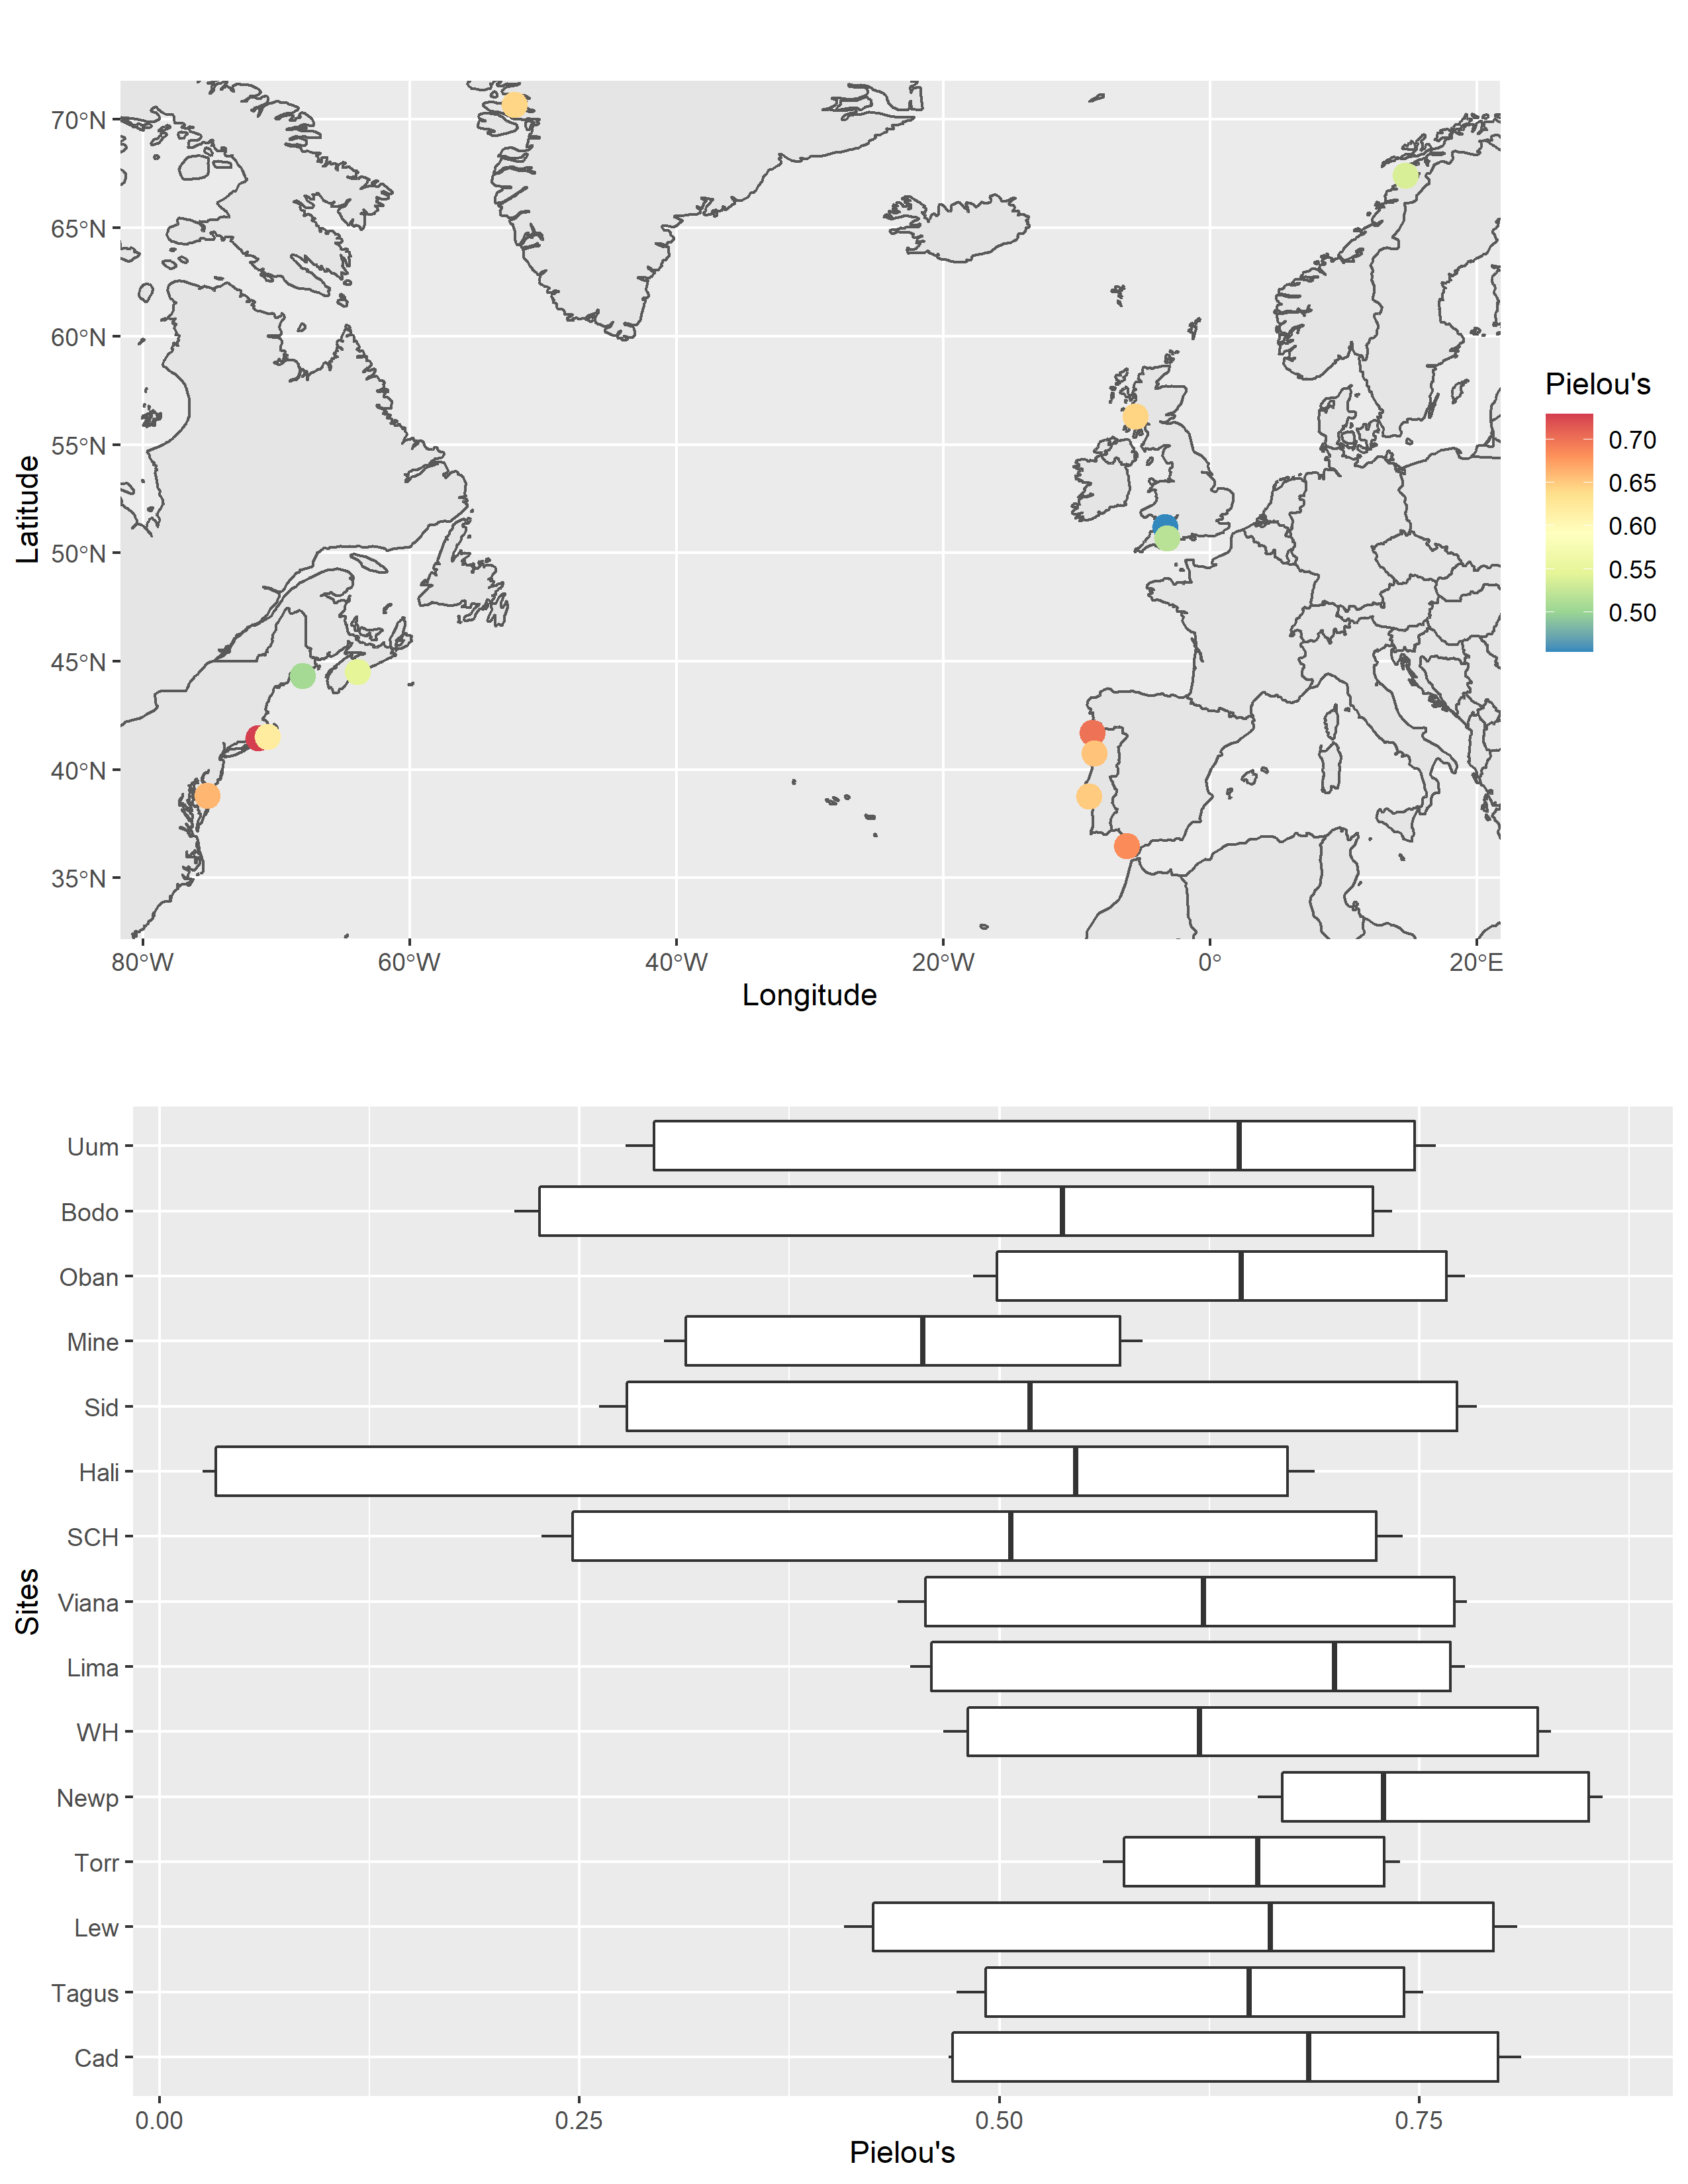 70°N
65°N
60°N
55°N
50°N
45°N
40°N
35°N
Latitude
80°W 60°W 40°W 20°W 0° 20°E
Longitude
Pielou's
0.70
0.65
0.60
0.55
0.50
Uum
Bodo
Oban
Mine
Sid
Hali
SCH
Viana
Lima
WH
Newp
Torr
Lew
Tagus
Cad
Sites
0.00 0.25 0.50 0.75
Pielou's